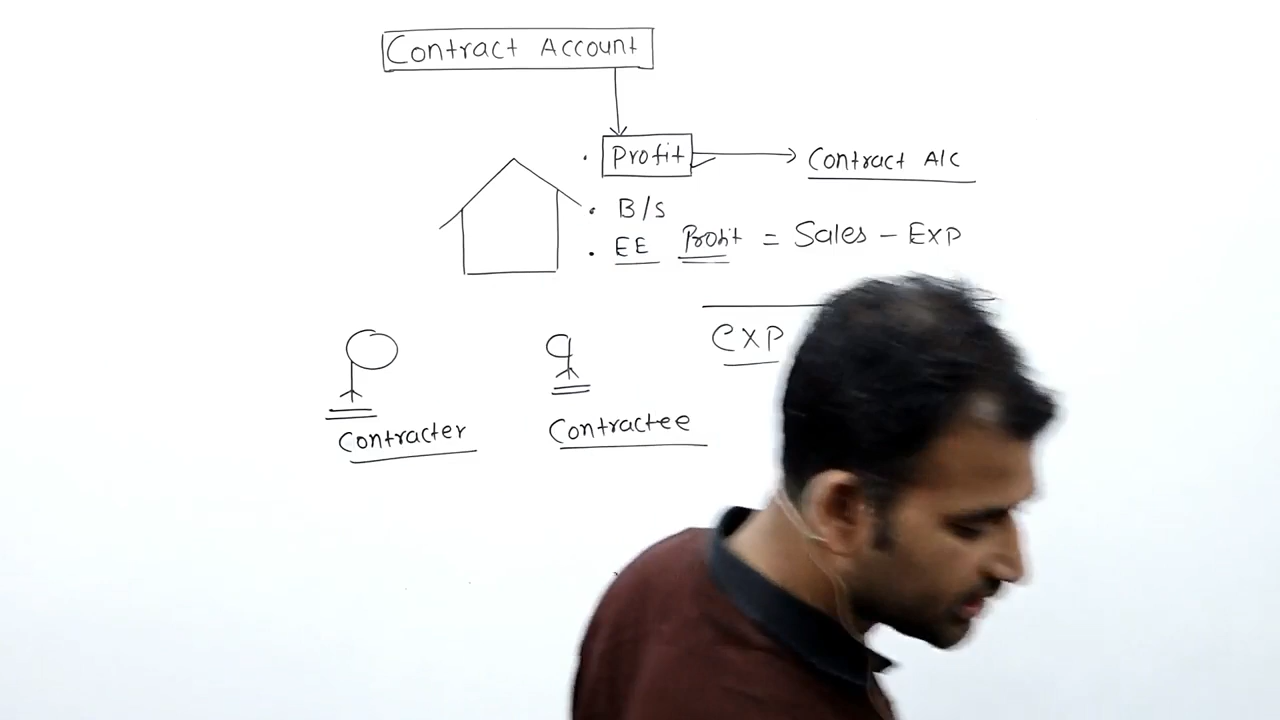 Contract Account
• Profit → Contract A/C
• B/S
• EE Profit = Sales - Exp
exp
Contracter
Contractee